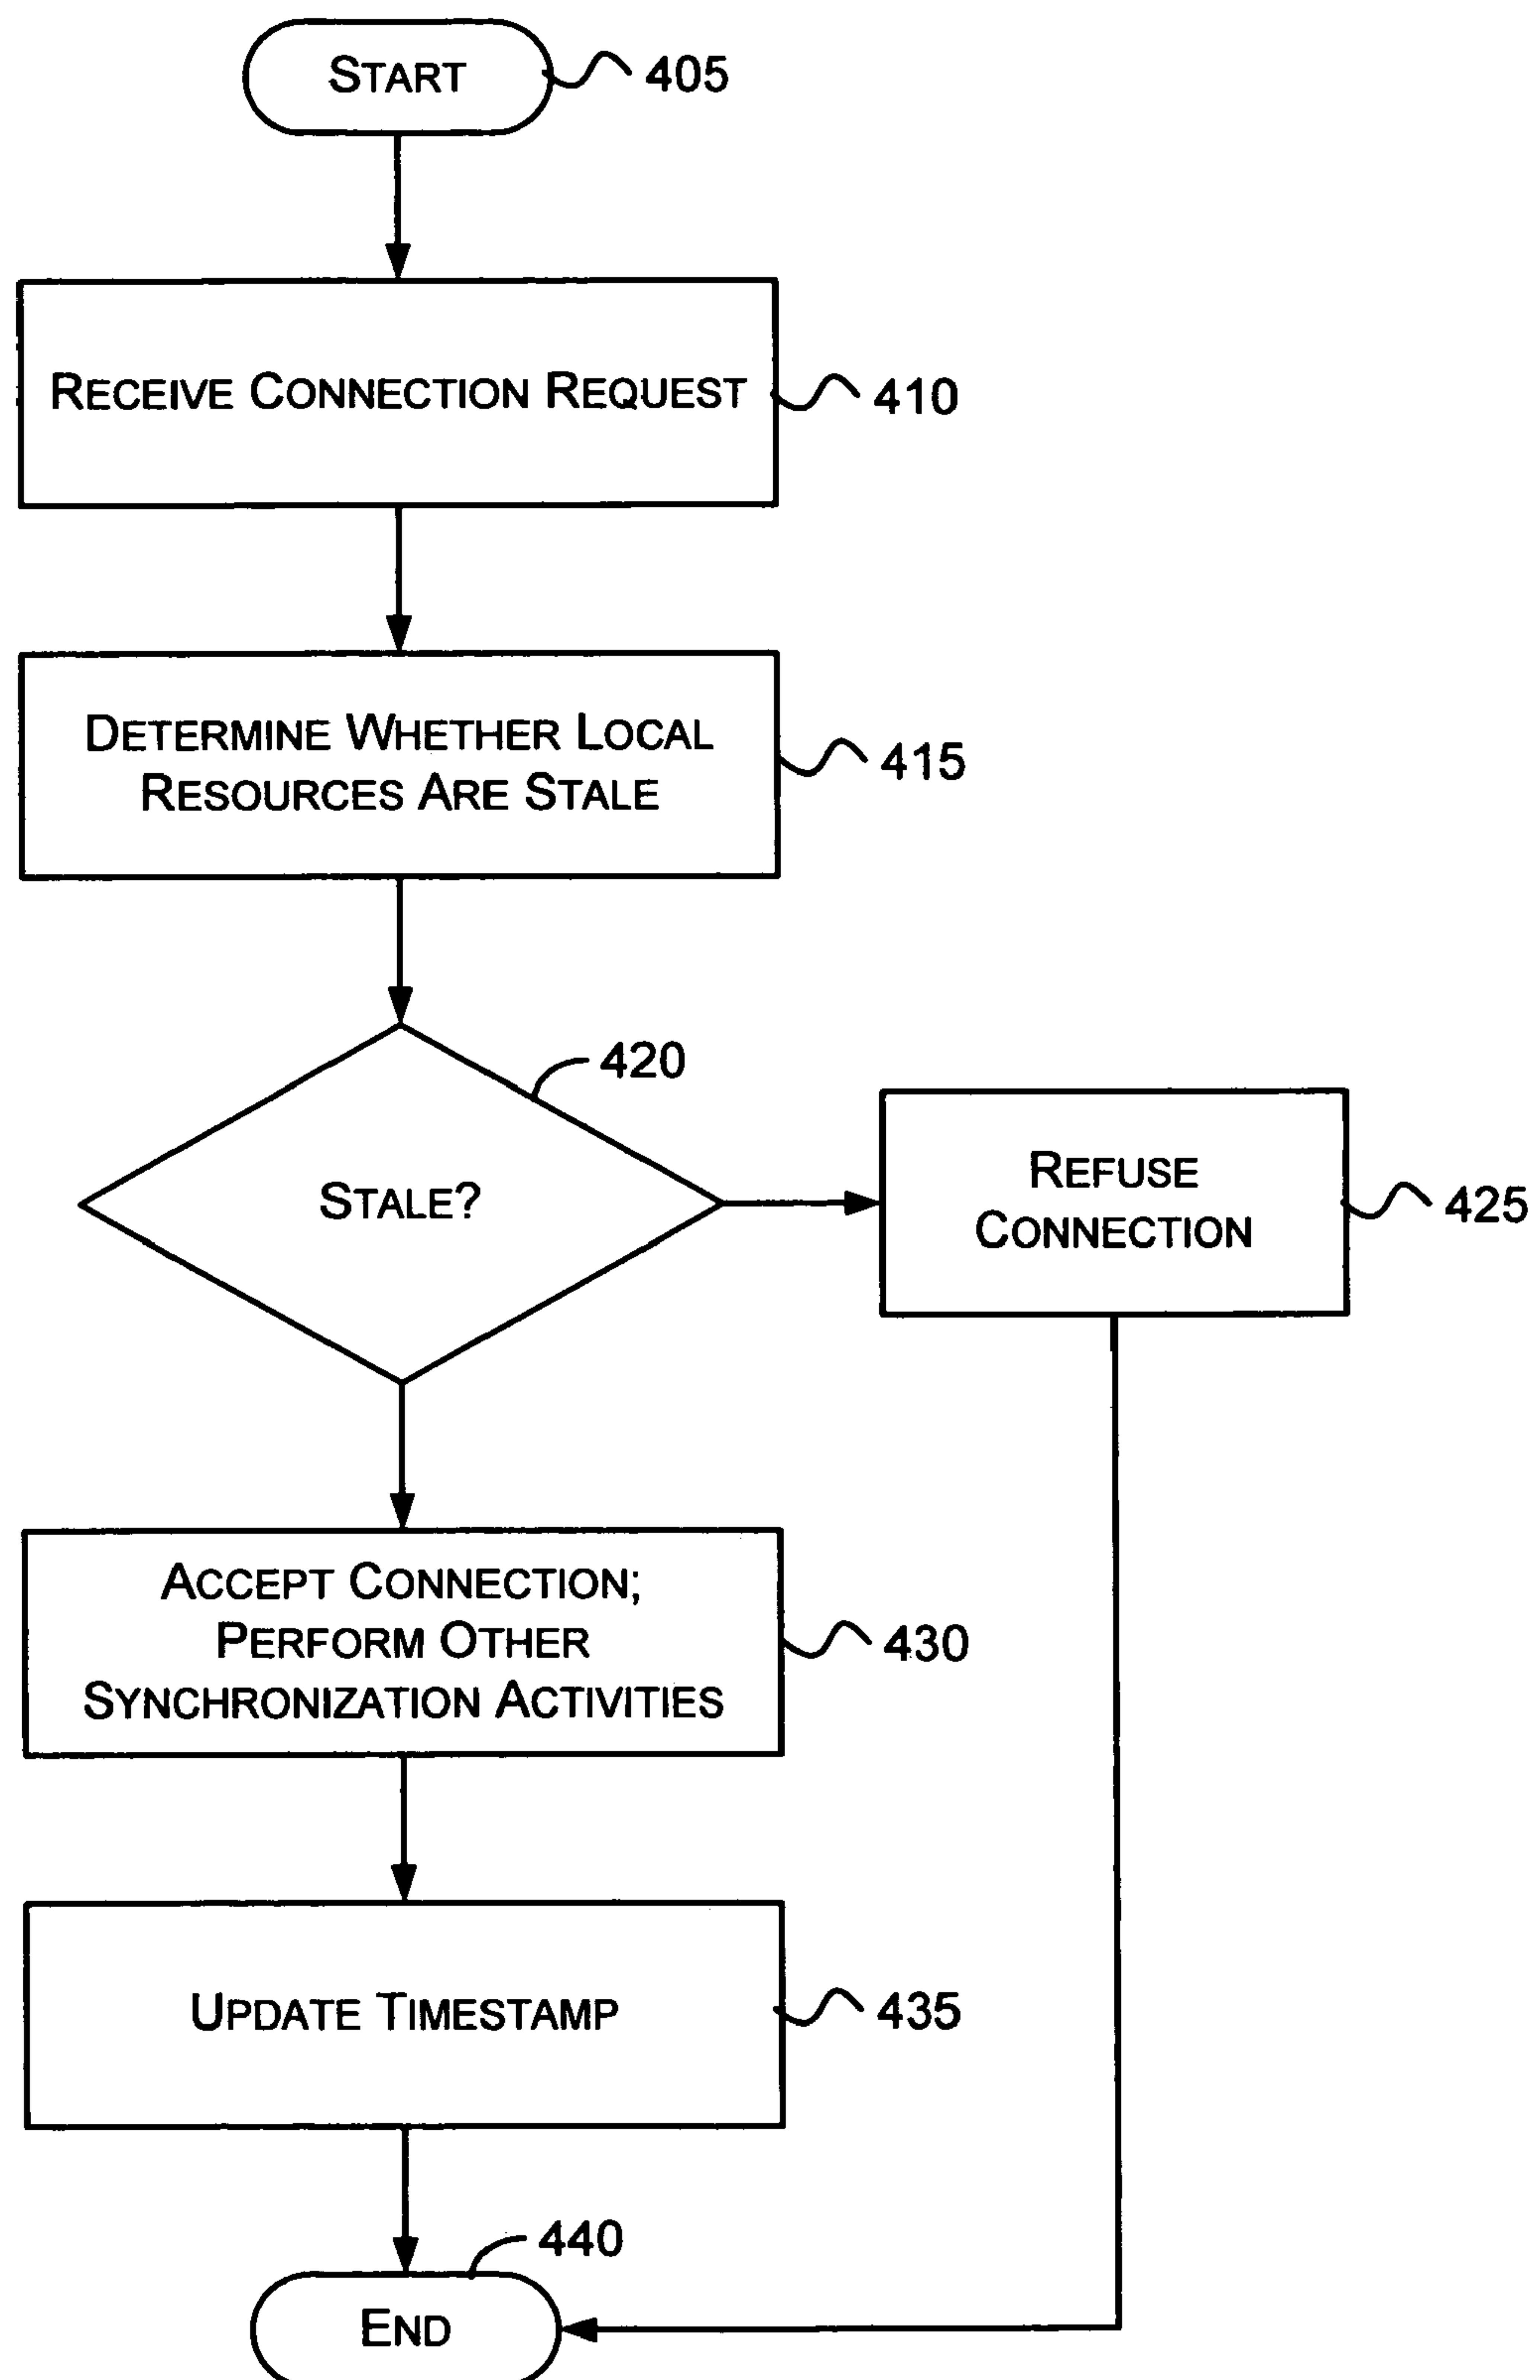 START
405
RECEIVE CONNECTION REQUEST
410
DETERMINE WHETHER LOCAL
RESOURCES ARE STALE
415
420
STALE?
REFUSE
CONNECTION
425
ACCEPT CONNECTION;
PERFORM OTHER
SYNCHRONIZATION ACTIVITIES
430
UPDATE TIMESTAMP
435
440
END